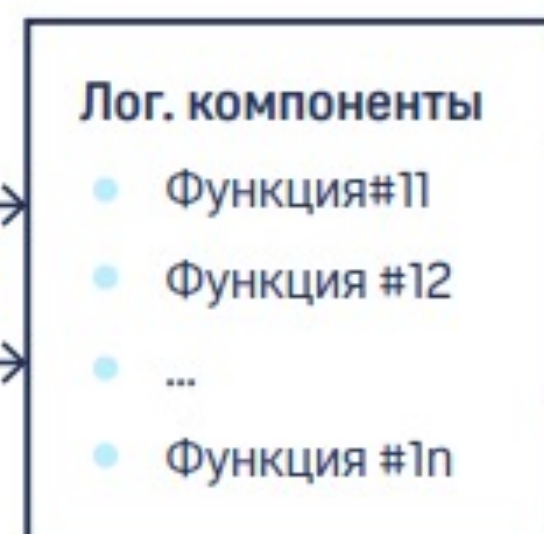 Лог. компоненты
Функция#11
Функция #12
...
Функция #1n